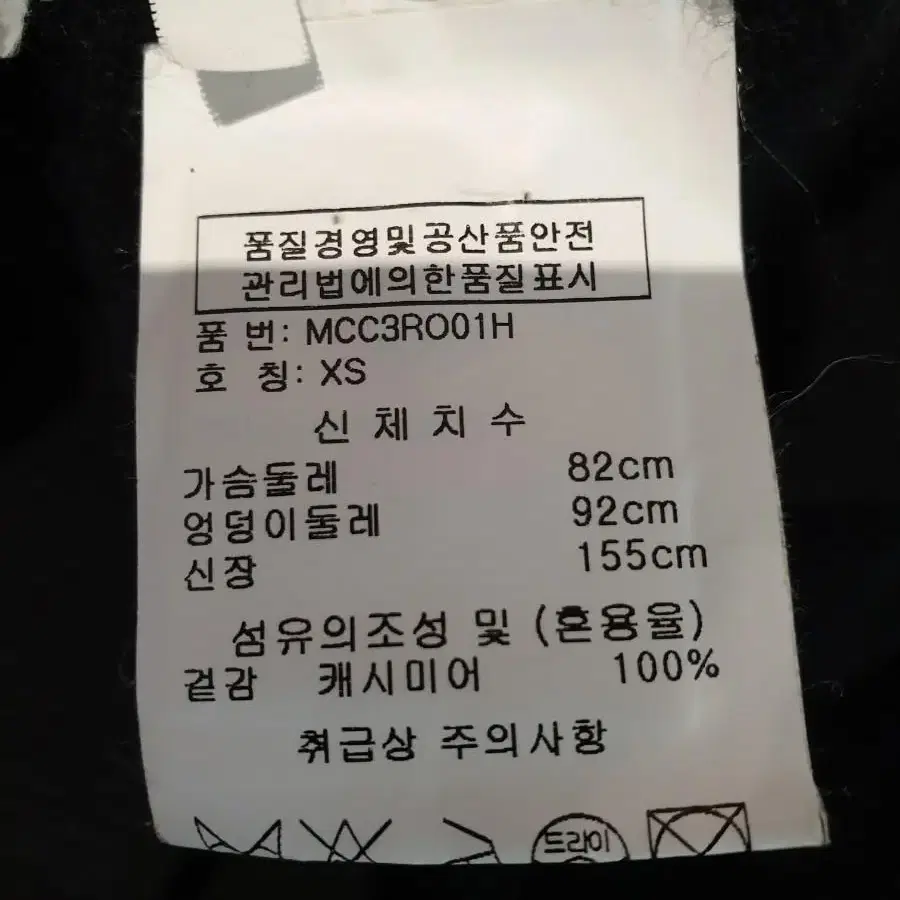 품질경영및공산품안전
관리법에의한품질표시
품 번: MCC3RO01H
호 칭: XS
신 체 치 수
가슴둘레 82cm
엉덩이둘레 92cm
신장 155cm
섬유의조성 및 (혼용율)
겉감 캐시미어 100%
취급상 주의사항
드라이